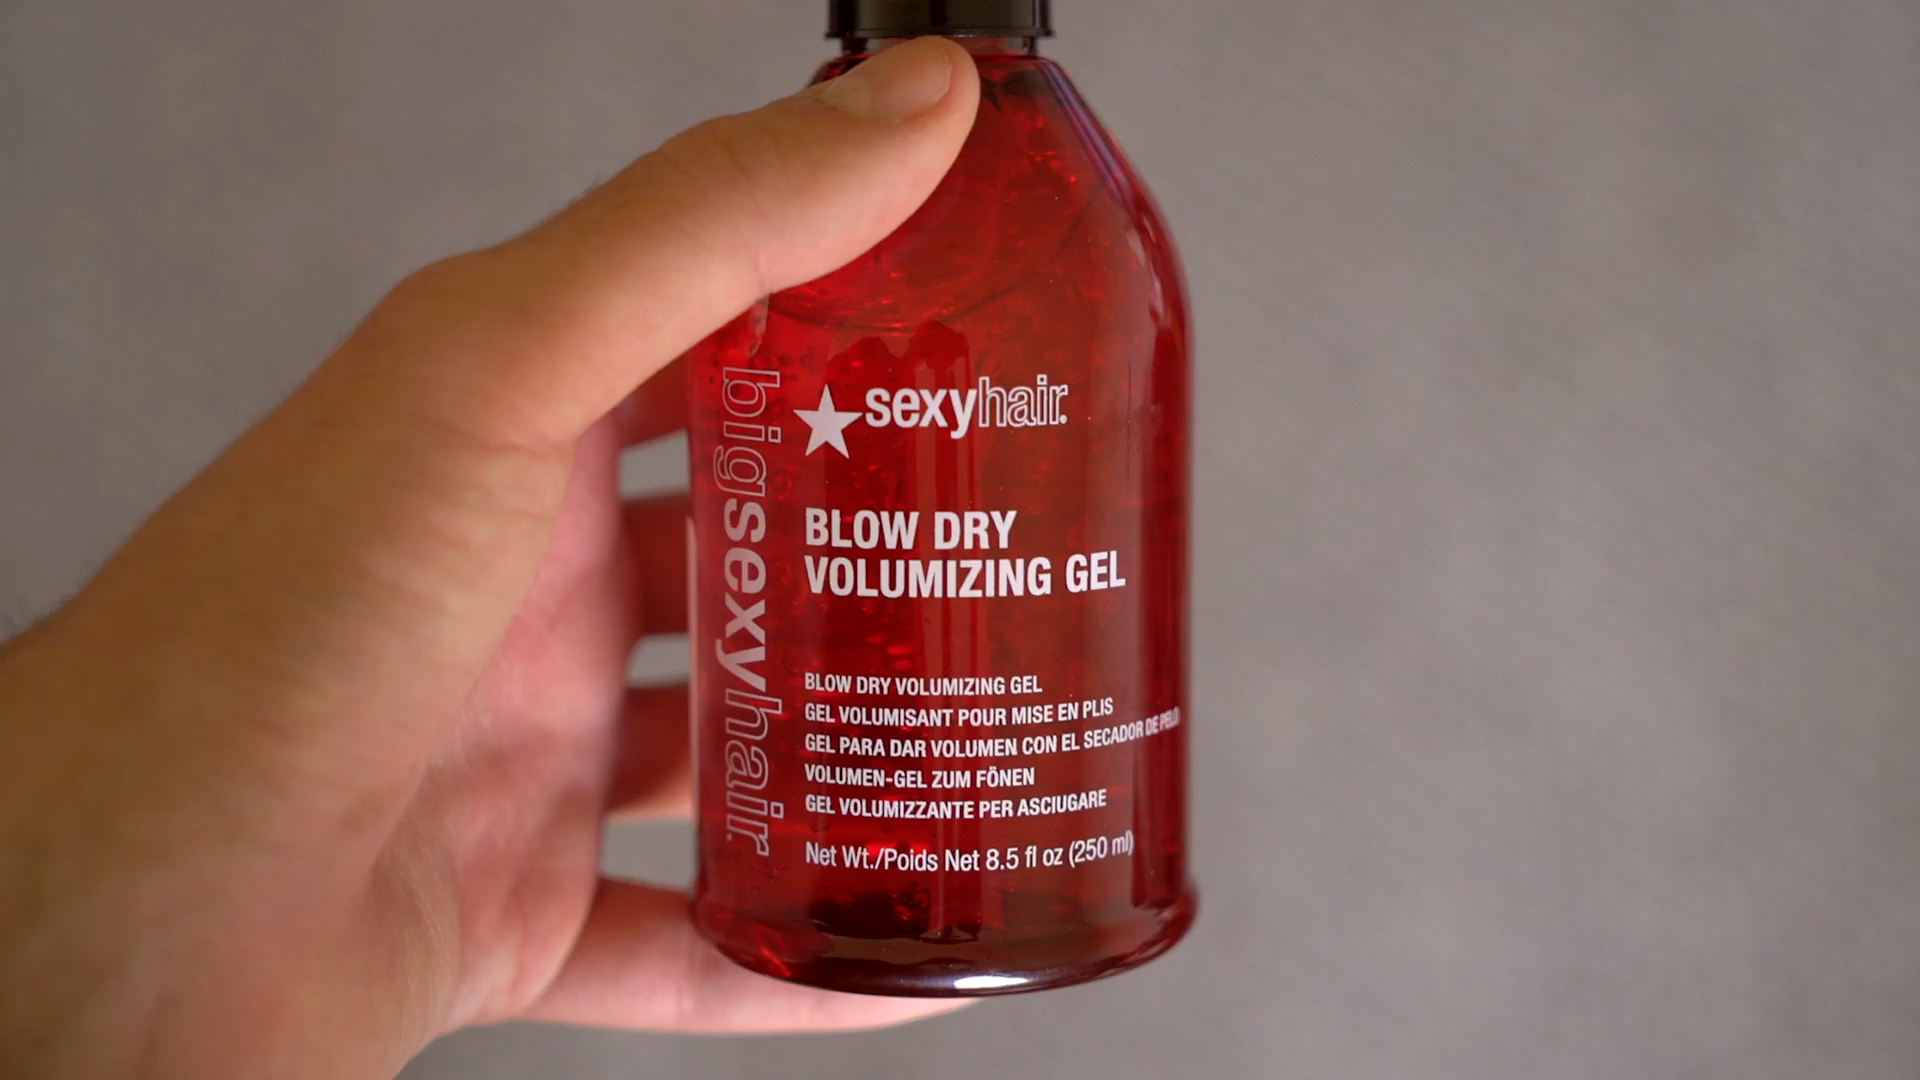 sexyhair.
bigsexyhair.
BLOW DRY
VOLUMIZING GEL
BLOW DRY VOLUMIZING GEL
GEL VOLUMISANT POUR MISE EN PLIS
GEL PARA DAR VOLUMEN CON EL SECADOR DE PELO
VOLUMEN-GEL ZUM FÖNEN
GEL VOLUMIZZANTE PER ASCIUGARE
Net Wt./Poids Net 8.5 fl oz (250 ml)